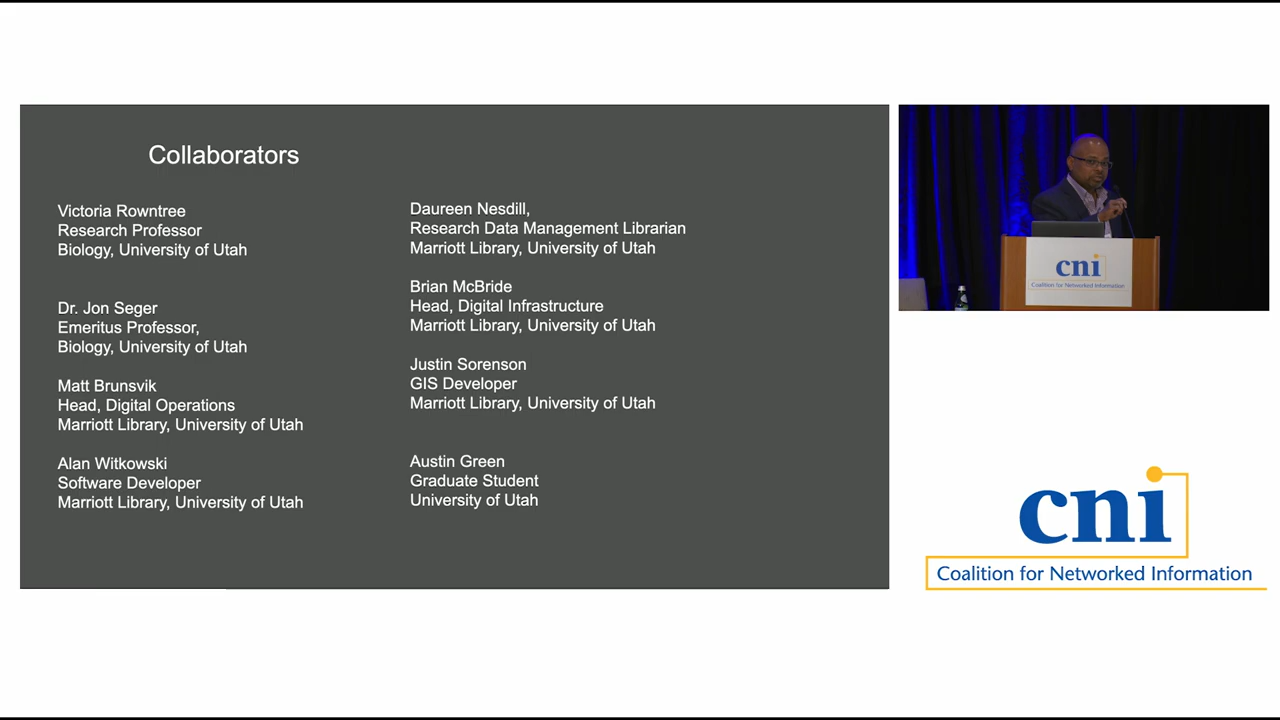 Collaborators
Victoria Rowntree
Research Professor
Biology, University of Utah
Dr. Jon Seger
Emeritus Professor,
Biology, University of Utah
Matt Brunsvik
Head, Digital Operations
Marriott Library, University of Utah
Alan Witkowski
Software Developer
Marriott Library, University of Utah
Daureen Nesdill,
Research Data Management Librarian
Marriott Library, University of Utah
Brian McBride
Head, Digital Infrastructure
Marriott Library, University of Utah
Justin Sorenson
GIS Developer
Marriott Library, University of Utah
Austin Green
Graduate Student
University of Utah
cni
Coalition for Networked Information
cni
Coalition for Networked Information